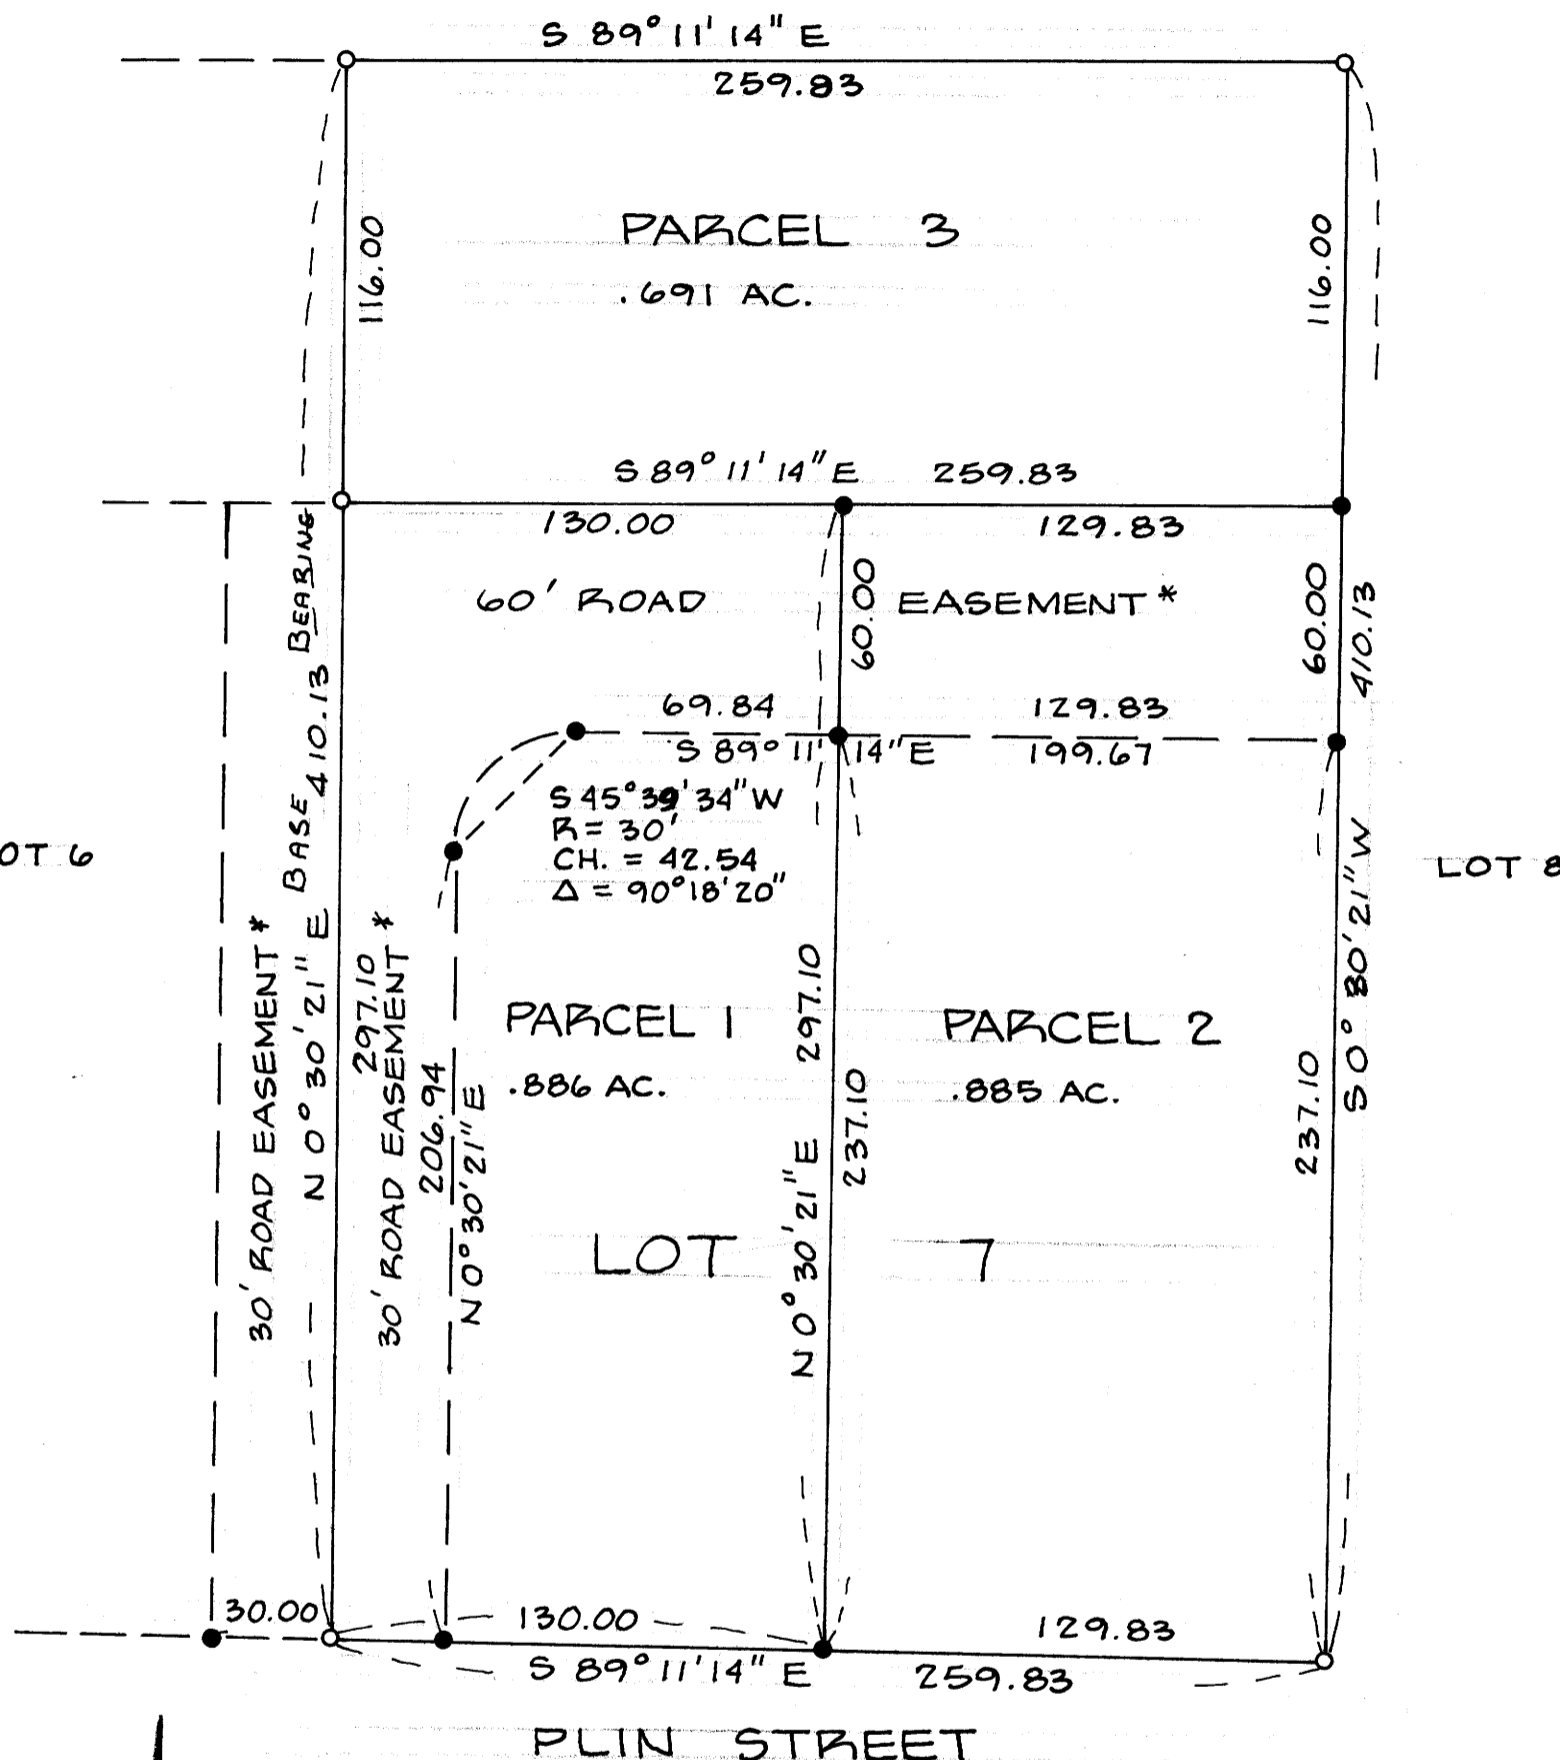 S 89° 11' 14" E
259.83
PARCEL 3
.691 AC.
116.00
116.00
S 89° 11' 14" E 259.83
130.00
129.83
60' ROAD EASEMENT*
60.00
60.00
410.13
S 0° 30' 21" W
69.84
129.83
S 89° 11' 14" E 199.67
S 45° 39' 34" W
R = 30'
CH. = 42.54
Δ = 90° 18' 20"
OT 6
LOT 8
N 0° 30' 21" E BASE 410.13 BEARING
30' ROAD EASEMENT*
297.10
30' ROAD EASEMENT*
206.94
N 0° 30' 21" E
PARCEL 1
.886 AC.
N 0° 30' 21" E 297.10
237.10
PARCEL 2
.885 AC.
237.10
LOT 7
30.00
130.00
129.83
S 89° 11' 14" E 259.83
PLIN STREET